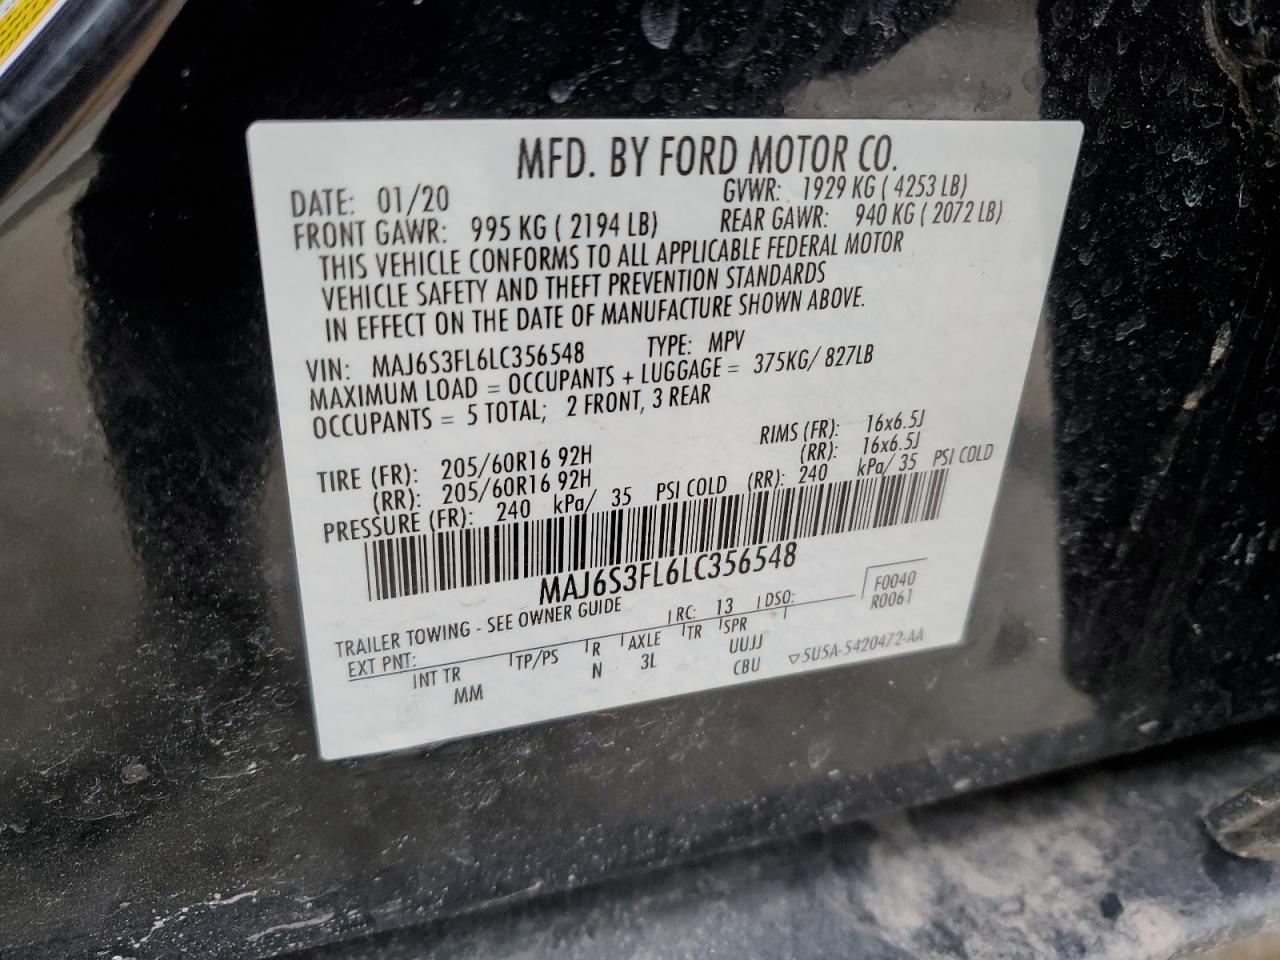 MFD. BY FORD MOTOR CO.
DATE: 01/20 GVWR: 1929 KG ( 4253 LB)
FRONT GAWR: 995 KG ( 2194 LB) REAR GAWR: 940 KG ( 2072 LB)
THIS VEHICLE CONFORMS TO ALL APPLICABLE FEDERAL MOTOR
VEHICLE SAFETY AND THEFT PREVENTION STANDARDS
IN EFFECT ON THE DATE OF MANUFACTURE SHOWN ABOVE.
VIN: MAJ6S3FL6LC356548 TYPE: MPV
MAXIMUM LOAD = OCCUPANTS + LUGGAGE = 375KG/ 827LB
OCCUPANTS = 5 TOTAL; 2 FRONT, 3 REAR
TIRE (FR): 205/60R16 92H RIMS (FR): 16x6.5J
(RR): 205/60R16 92H (RR): 16x6.5J
PRESSURE (FR): 240 kPa/ 35 PSI COLD (RR): 240 kPa/ 35 PSI COLD
MAJ6S3FL6LC356548
TRAILER TOWING - SEE OWNER GUIDE
EXT PNT: RC: 13 DSO: F0040
R0061
INT TR TP/PS R AXLE TR SPR
MM N 3L UUJJ
CBU 5U5A-5420472-AA